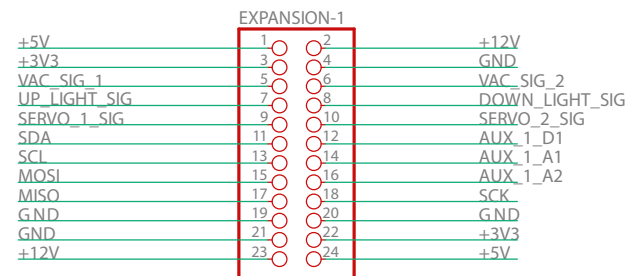 EXPANSION-1
+5V 1 2 +12V
+3V3 3 4 GND
VAC_SIG_1 5 6 VAC_SIG_2
UP_LIGHT_SIG 7 8 DOWN_LIGHT_SIG
SERVO_1_SIG 9 10 SERVO_2_SIG
SDA 11 12 AUX_1_D1
SCL 13 14 AUX_1_A1
MOSI 15 16 AUX_1_A2
MISO 17 18 SCK
GND 19 20 GND
GND 21 22 +3V3
+12V 23 24 +5V